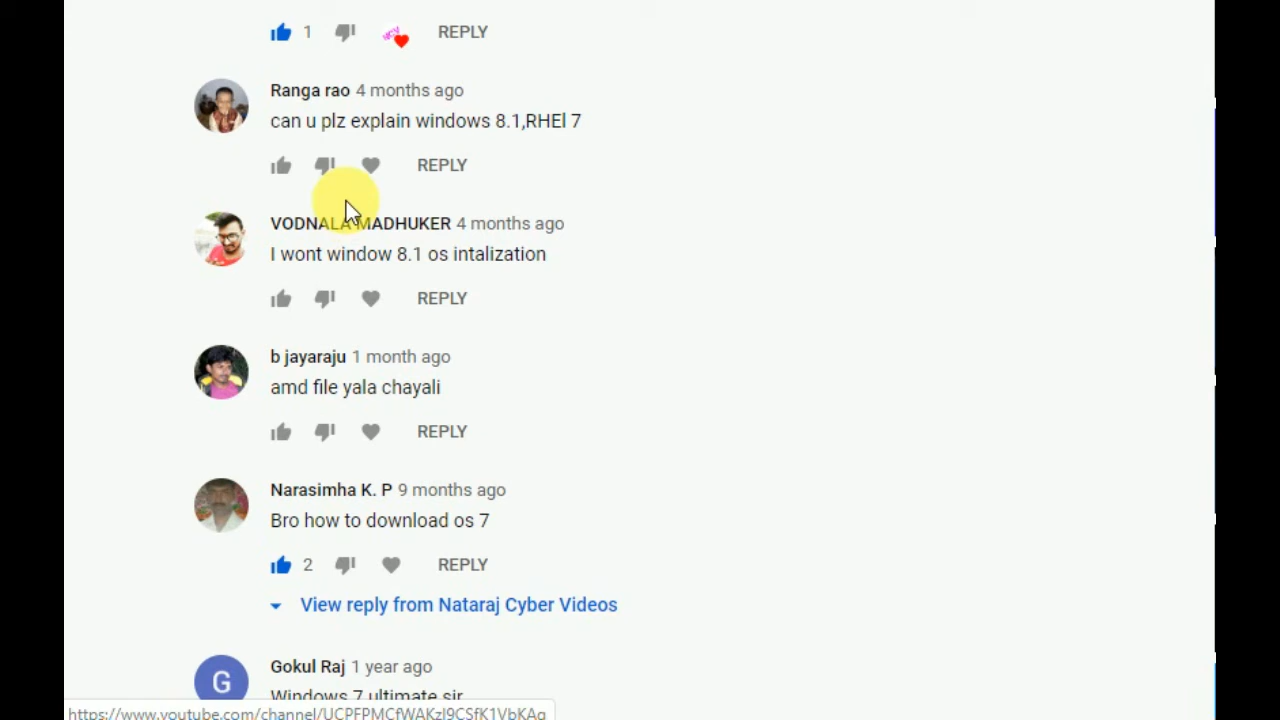 1 REPLY
Ranga rao 4 months ago
can u plz explain windows 8.1,RHEl 7
REPLY
VODNALA MADHUKER 4 months ago
I wont window 8.1 os intalization
REPLY
b jayaraju 1 month ago
amd file yala chayali
REPLY
Narasimha K. P 9 months ago
Bro how to download os 7
2 REPLY
View reply from Nataraj Cyber Videos
G
Gokul Raj 1 year ago
Windows 7 ultimate sir